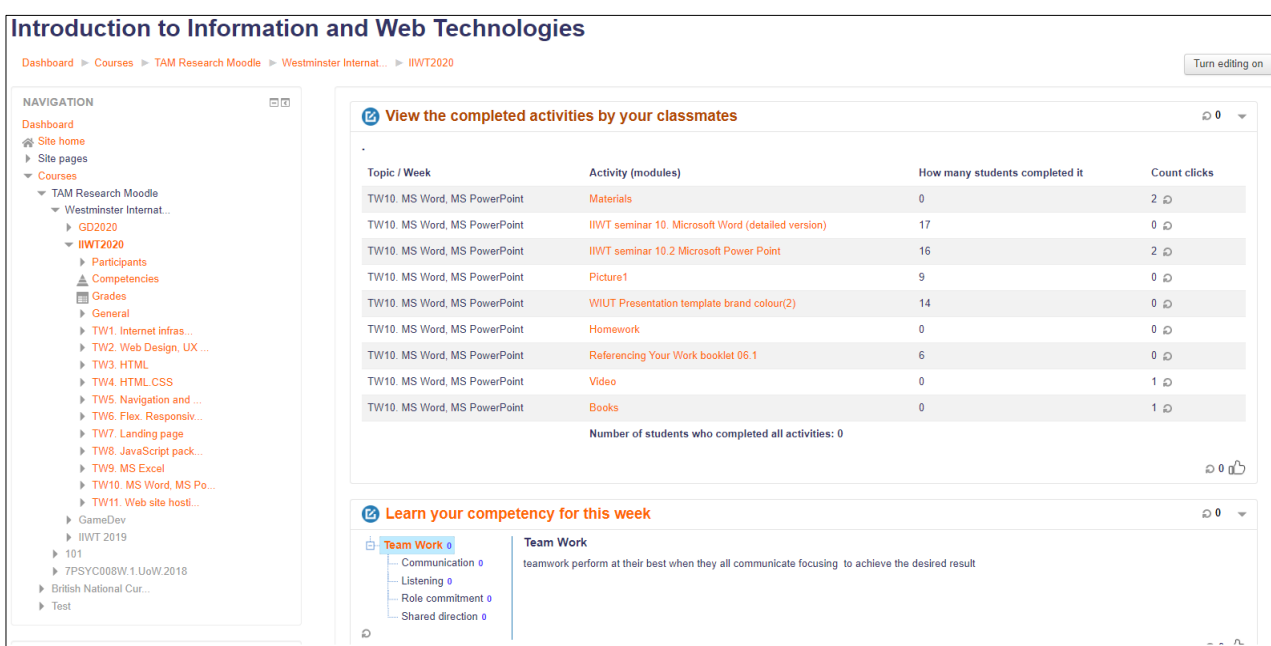 Introduction to Information and Web Technologies
Dashboard Courses TAM Research Moodle Westminster Internat... IIWT2020
Turn editing on
NAVIGATION
Dashboard
Site home
Site pages
Courses
TAM Research Moodle
Westminster Internat...
GD2020
IIWT2020
Participants
Competencies
Grades
General
TW1. Internet infras...
TW2. Web Design, UX ...
TW3. HTML
TW4. HTML.CSS
TW5. Navigation and ...
TW6. Flex. Responsiv...
TW7. Landing page
TW8. JavaScript pack...
TW9. MS Excel
TW10. MS Word, MS Po...
TW11. Web site hosti...
GameDev
IIWT 2019
101
7PSYC008W.1.UoW.2018
British National Cur...
Test
View the completed activities by your classmates 0
.
Topic / Week Activity (modules) How many students completed it Count clicks
TW10. MS Word, MS PowerPoint Materials 0 2
TW10. MS Word, MS PowerPoint IIWT seminar 10. Microsoft Word (detailed version) 17 0
TW10. MS Word, MS PowerPoint IIWT seminar 10.2 Microsoft Power Point 16 2
TW10. MS Word, MS PowerPoint Picture1 9 0
TW10. MS Word, MS PowerPoint WIUT Presentation template brand colour(2) 14 0
TW10. MS Word, MS PowerPoint Homework 0 0
TW10. MS Word, MS PowerPoint Referencing Your Work booklet 06.1 6 0
TW10. MS Word, MS PowerPoint Video 0 1
TW10. MS Word, MS PowerPoint Books 0 1
Number of students who completed all activities: 0
0
Learn your competency for this week 0
Team Work 0
Communication 0
Listening 0
Role commitment 0
Shared direction 0
Team Work
teamwork perform at their best when they all communicate focusing to achieve the desired result